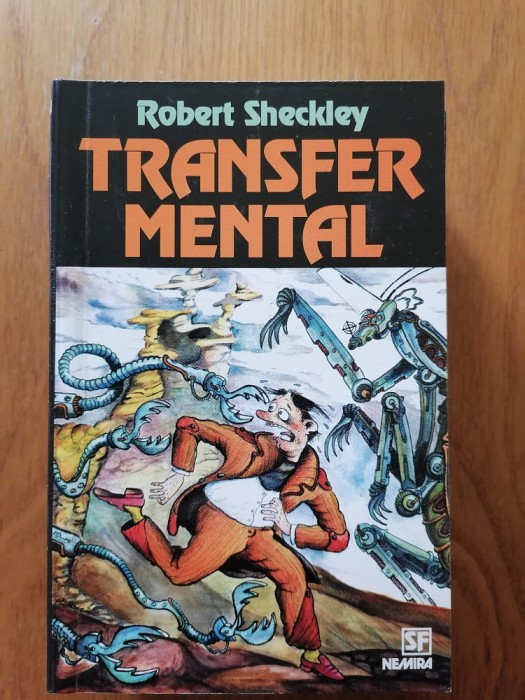 Robert Sheckley
TRANSFER
MENTAL
SF
NEMIRA